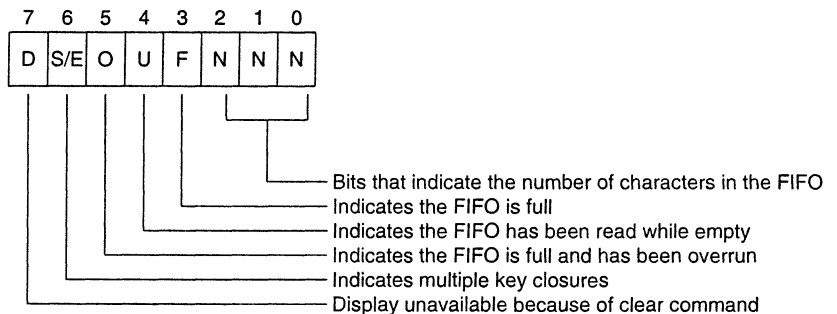 7 6 5 4 3 2 1 0
D S/E O U F N N N
Bits that indicate the number of characters in the FIFO
Indicates the FIFO is full
Indicates the FIFO has been read while empty
Indicates the FIFO is full and has been overrun
Indicates multiple key closures
Display unavailable because of clear command